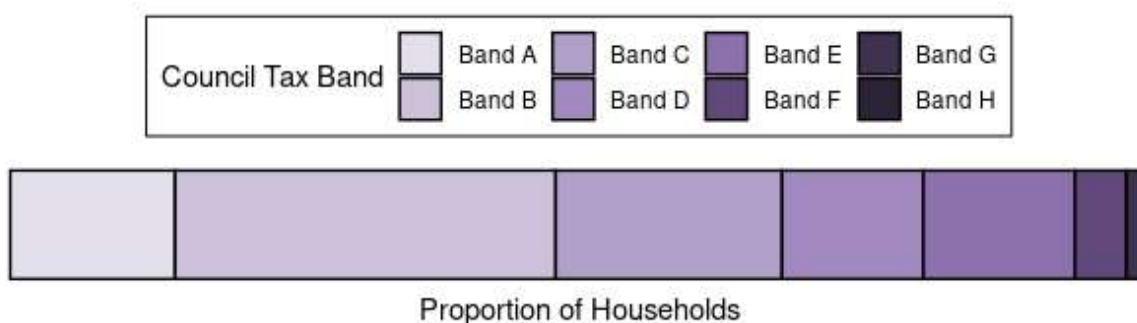 Council Tax Band
Band A
Band B
Band C
Band D
Band E
Band F
Band G
Band H
Proportion of Households